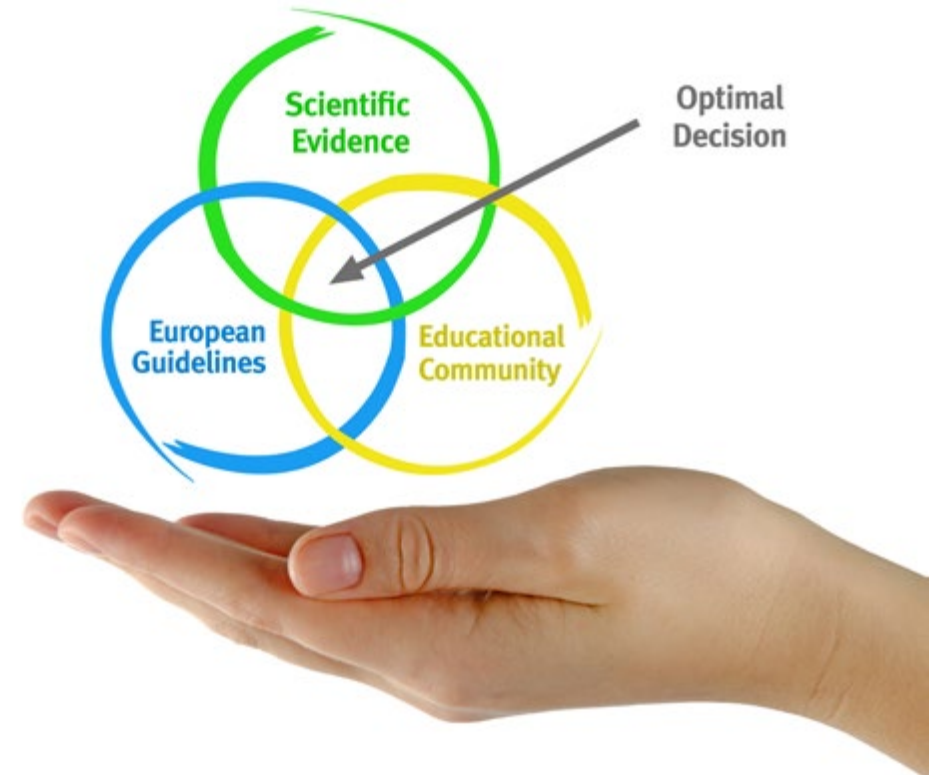 Scientific
Evidence
Optimal
Decision
European
Guidelines
Educational
Community